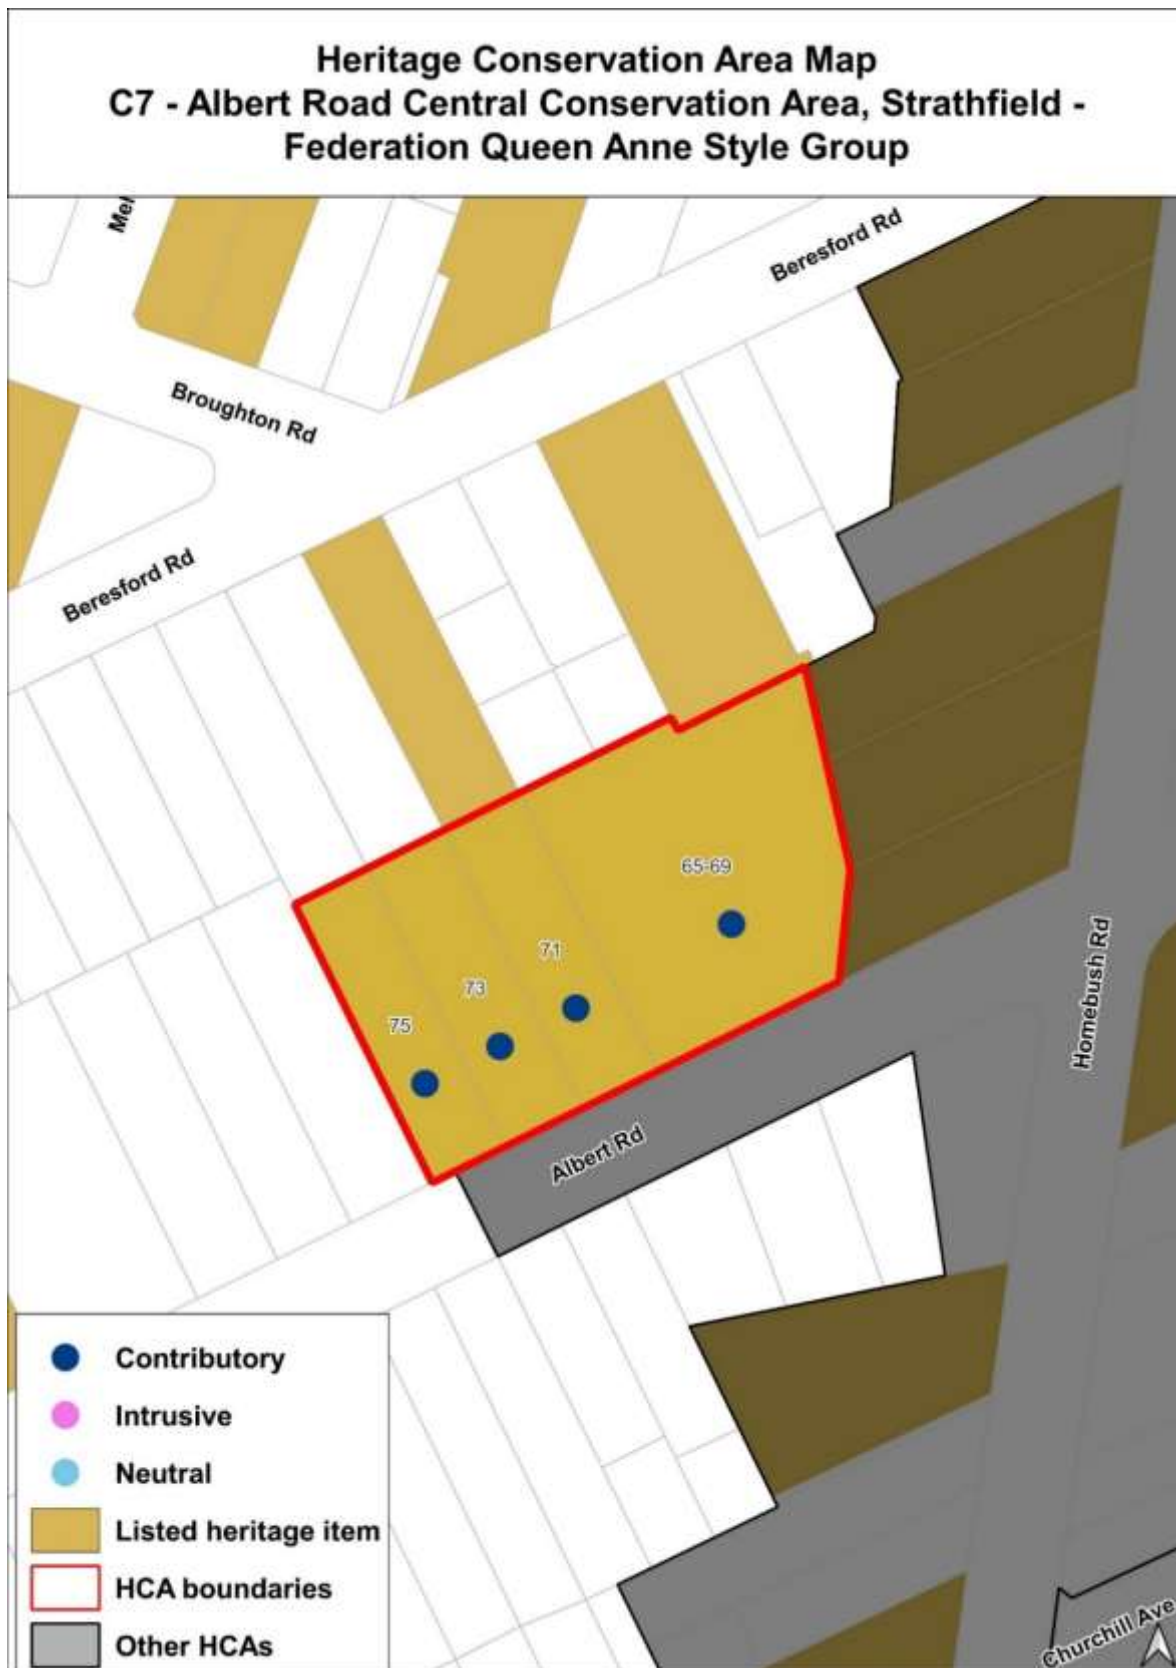 Heritage Conservation Area Map
C7 - Albert Road Central Conservation Area, Strathfield -
Federation Queen Anne Style Group
Mel
Beresford Rd
Broughton Rd
Beresford Rd
65-69
71
73
75
Homebush Rd
Albert Rd
Churchill Ave
Contributory
Intrusive
Neutral
Listed heritage item
HCA boundaries
Other HCAs